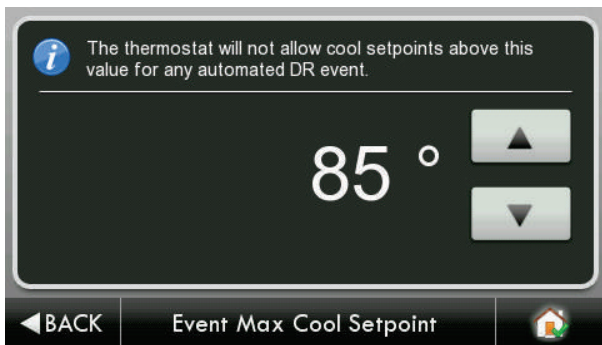 The thermostat will not allow cool setpoints above this
value for any automated DR event.
85 °
BACK
Event Max Cool Setpoint